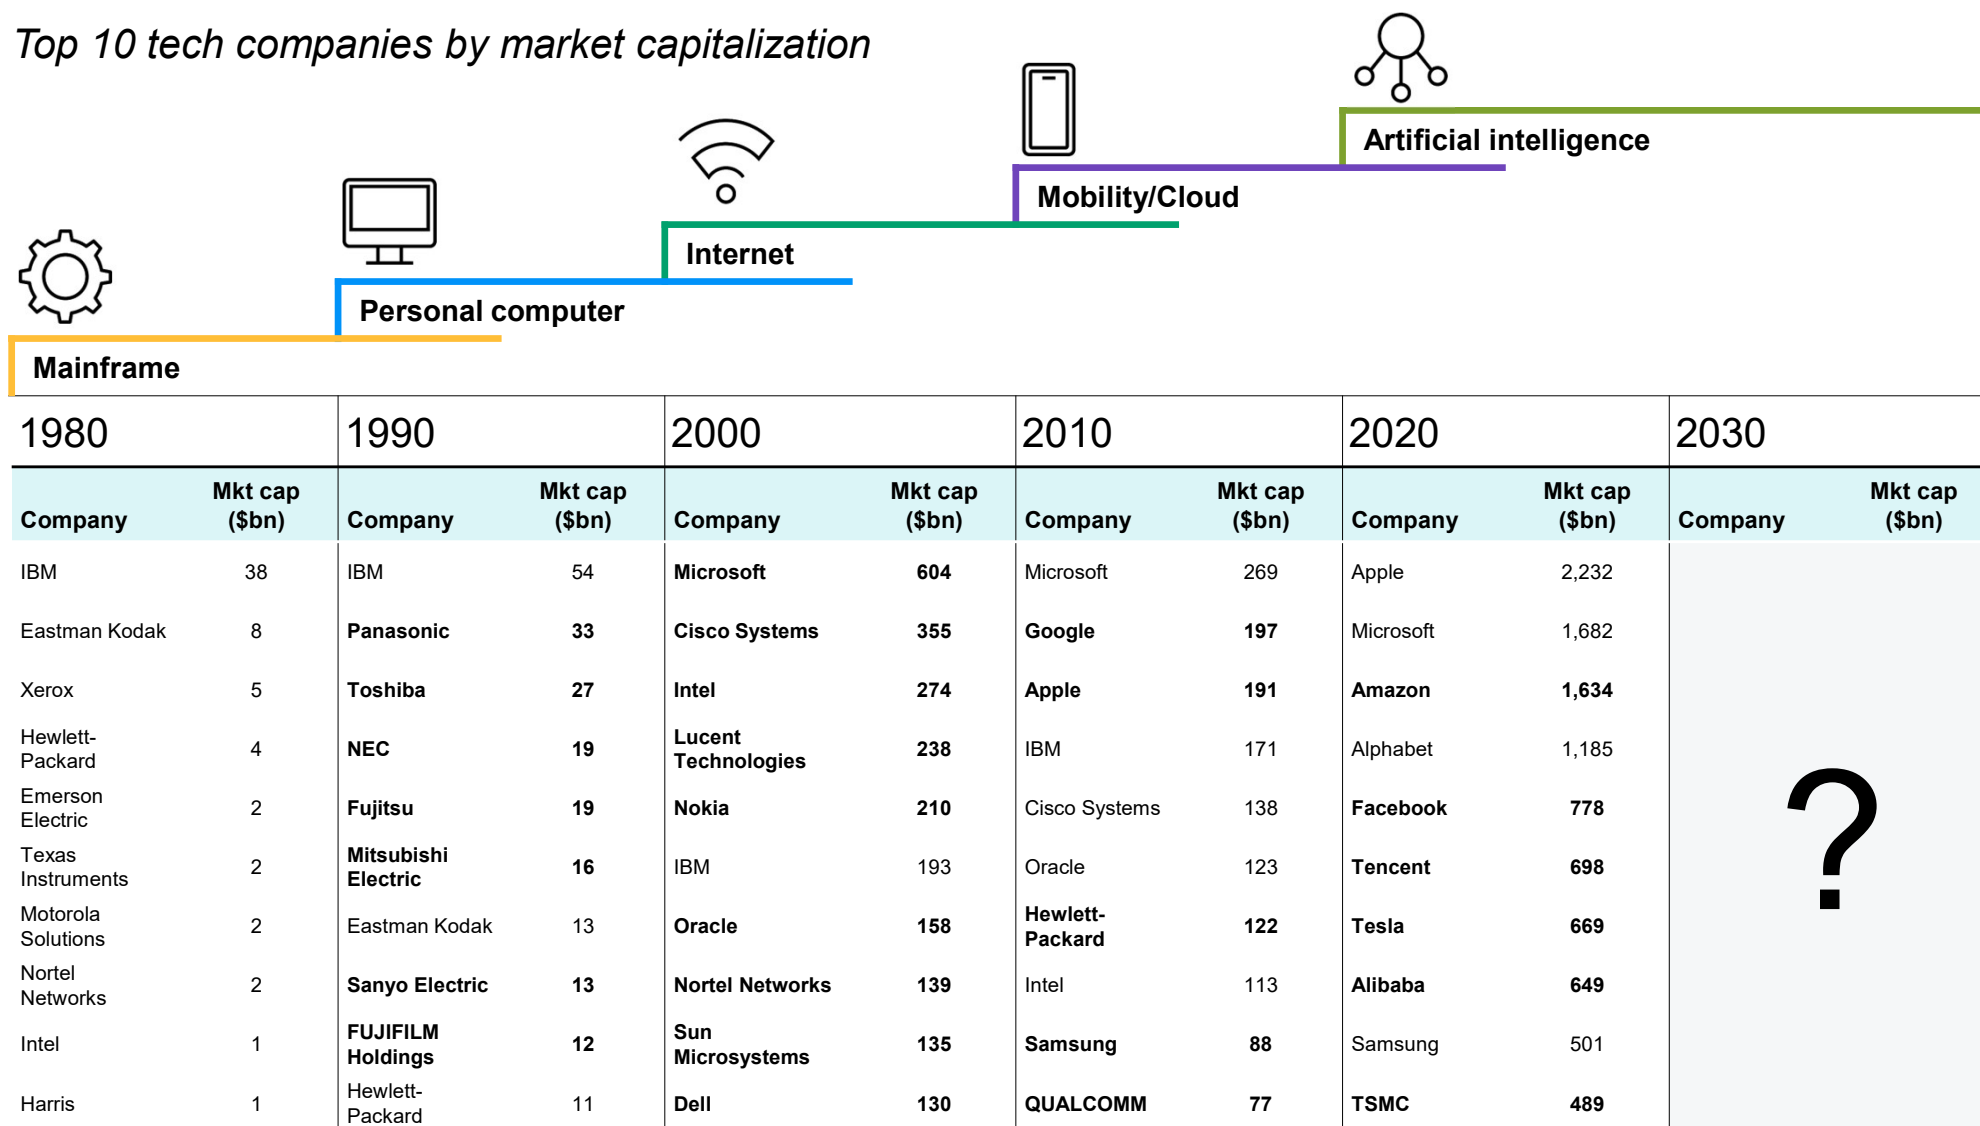 Top 10 tech companies by market capitalization
Artificial intelligence
Mobility/Cloud
Internet
Personal computer
Mainframe
1980 1990 2000 2010 2020 2030
Mkt cap Mkt cap Mkt cap Mkt cap Mkt cap Mkt cap
Company ($bn) Company ($bn) Company ($bn) Company ($bn) Company ($bn) Company ($bn)
IBM 38 IBM 54 Microsoft 604 Microsoft 269 Apple 2,232
Eastman Kodak 8 Panasonic 33 Cisco Systems 355 Google 197 Microsoft 1,682
Xerox 5 Toshiba 27 Intel 274 Apple 191 Amazon 1,634
Hewlett-
Packard 4 NEC 19 Lucent
Technologies 238 IBM 171 Alphabet 1,185
Emerson
Electric 2 Fujitsu 19 Nokia 210 Cisco Systems 138 Facebook 778
Texas
Instruments 2 Mitsubishi
Electric 16 IBM 193 Oracle 123 Tencent 698
Motorola
Solutions 2 Eastman Kodak 13 Oracle 158 Hewlett-
Packard 122 Tesla 669
Nortel
Networks 2 Sanyo Electric 13 Nortel Networks 139 Intel 113 Alibaba 649
Intel 1 FUJIFILM
Holdings 12 Sun
Microsystems 135 Samsung 88 Samsung 501
Harris 1 Hewlett-
Packard 11 Dell 130 QUALCOMM 77 TSMC 489
?